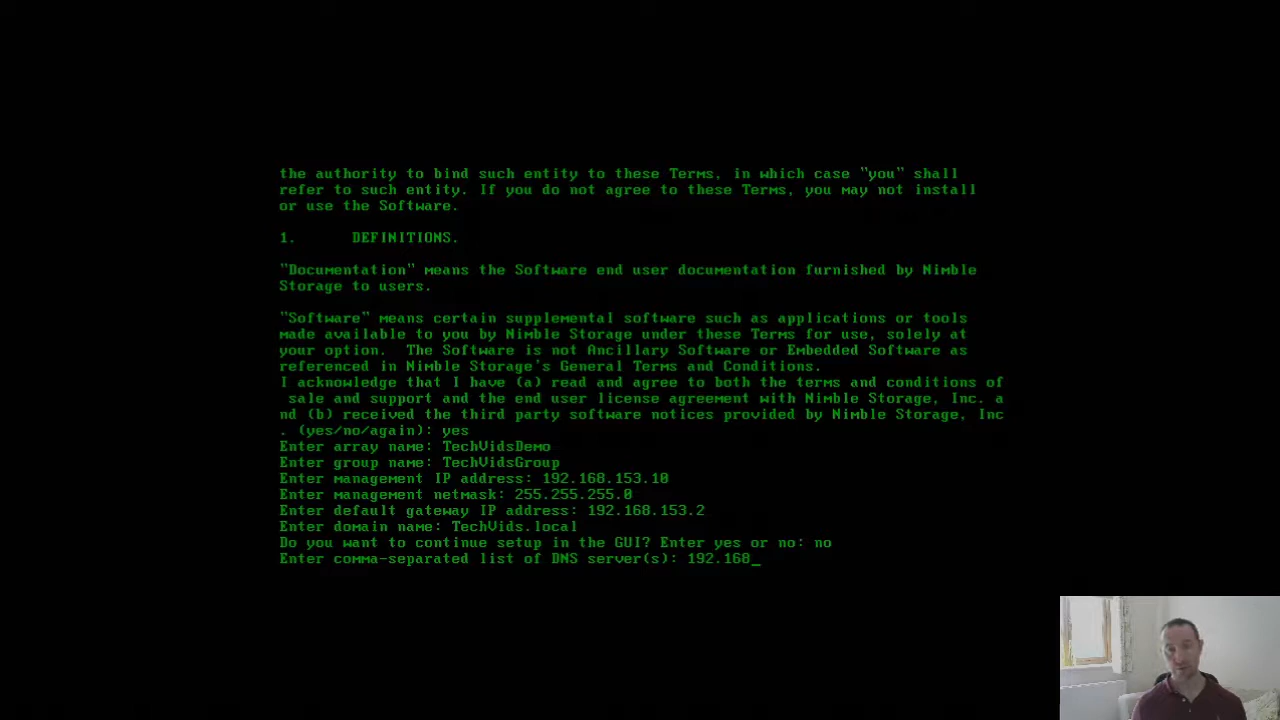 the authority to bind such entity to these Terms, in which case "you" shall
refer to such entity. If you do not agree to these Terms, you may not install
or use the Software.
1. DEFINITIONS.
"Documentation" means the Software end user documentation furnished by Nimble
Storage to users.
"Software" means certain supplemental software such as applications or tools
made available to you by Nimble Storage under these Terms for use, solely at
your option. The Software is not Ancillary Software or Embedded Software as
referenced in Nimble Storage's General Terms and Conditions.
I acknowledge that I have (a) read and agree to both the terms and conditions of
sale and support and the end user license agreement with Nimble Storage, Inc. a
nd (b) received the third party software notices provided by Nimble Storage, Inc
. (yes/no/again): yes
Enter array name: TechVidsDemo
Enter group name: TechVidsGroup
Enter management IP address: 192.168.153.10
Enter management netmask: 255.255.255.0
Enter default gateway IP address: 192.168.153.2
Enter domain name: TechVids.local
Do you want to continue setup in the GUI? Enter yes or no: no
Enter comma-separated list of DNS server(s): 192.168_